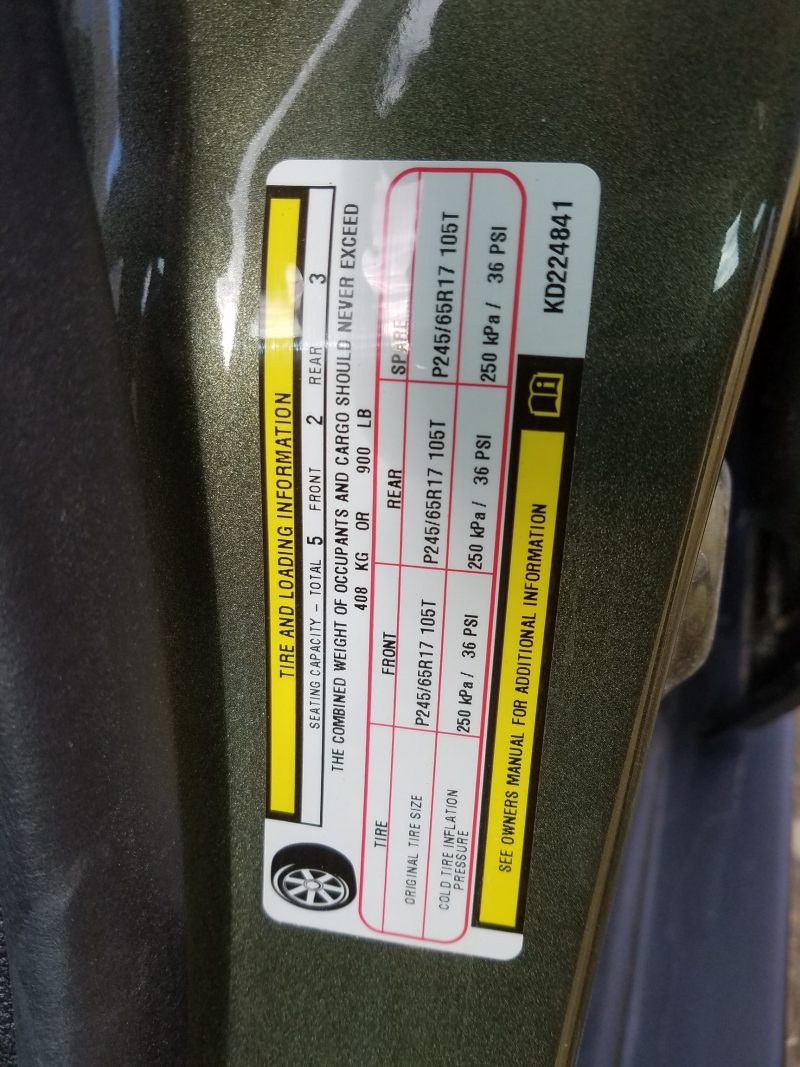 TIRE AND LOADING INFORMATION
SEATING CAPACITY – TOTAL 5 FRONT 2 REAR 3
THE COMBINED WEIGHT OF OCCUPANTS AND CARGO SHOULD NEVER EXCEED
408 KG OR 900 LB
TIRE FRONT REAR SPARE
ORIGINAL TIRE SIZE P245/65R17 105T P245/65R17 105T P245/65R17 105T
COLD TIRE INFLATION PRESSURE 250 kPa / 36 PSI 250 kPa / 36 PSI 250 kPa / 36 PSI
SEE OWNERS MANUAL FOR ADDITIONAL INFORMATION
KD224841